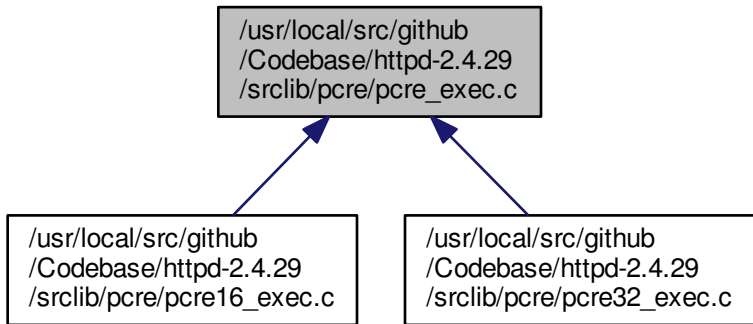 /usr/local/src/github
/Codebase/httpd-2.4.29
/srclib/pcre/pcre_exec.c
/usr/local/src/github
/Codebase/httpd-2.4.29
/srclib/pcre/pcre16_exec.c
/usr/local/src/github
/Codebase/httpd-2.4.29
/srclib/pcre/pcre32_exec.c